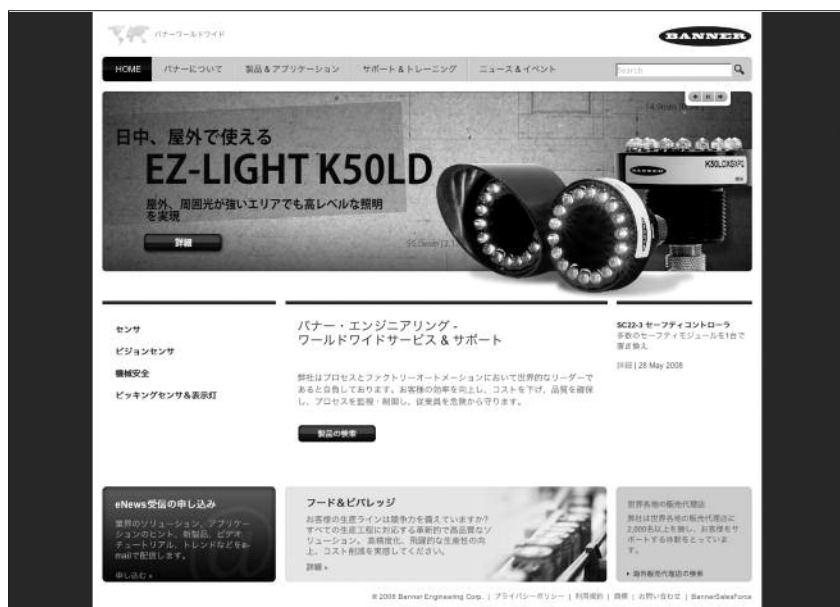 バナーワールドワイド
BANNER
HOME バナーについて 製品＆アプリケーション サポート＆トレーニング ニュース＆イベント Search
日中、屋外で使える
EZ-LIGHT K50LD
屋外、周囲光が強いエリアでも高レベルな照明
を実現
詳細
BANNER
BANNER
センサ
ビジョンセンサ
機械安全
ピッキングセンサ&表示灯
バナー・エンジニアリング -
ワールドワイドサービス & サポート
弊社はプロセスとファクトリーオートメーションにおいて世界的なリーダーで
あると自負しております。お客様の効率を向上し、コストを下げ、品質を確保
し、プロセスを監視・制御し、従業員を危険から守ります。
製品の検索
SC22-3 セーフティコントローラ
多数のセーフティモジュールを1台で
置き換え
詳細 | 28 May 2008
eNews受信の申し込み
業界のソリューション、アプリケー
ションのヒント、新製品、ビデオ
チュートリアル、トレンドなどをe-
mailで配信します。
申し込む »
フード&ビバレッジ
お客様の生産ラインは競争力を備えていますか?
すべての生産工程に対応する革新的で高品質なソ
リューション。 高精度化、飛躍的な生産性の向
上、コスト削減を実感してください。
詳細 »
世界各地の販売代理店
弊社は世界各地の販売代理店に
2,000名以上を擁し、お客様をサ
ポートする体制をとっていま
す。
海外販売代理店の検索
© 2008 Banner Engineering Corp. | プライバシーポリシー | 利用規約 | 商標 | お問い合わせ | BannerSalesForce